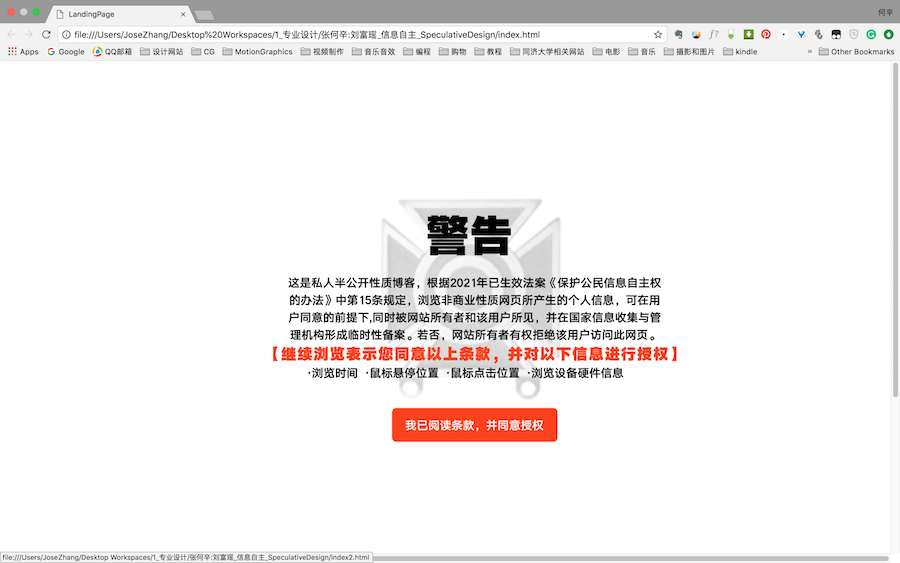 LandingPage
何辛
file:///Users/JoseZhang/Desktop%20Workspaces/1_专业设计/张何辛:刘富瑶_信息自主_SpeculativeDesign/index.html
Apps Google QQ邮箱 设计网站 CG MotionGraphics 视频制作 音乐音效 编程 购物 教程 同济大学相关网站 电影 音乐 摄影和图片 kindle » Other Bookmarks
警告
这是私人半公开性质博客，根据2021年已生效法案《保护公民信息自主权
的办法》中第15条规定，浏览非商业性质网页所产生的个人信息，可在用
户同意的前提下,同时被网站所有者和该用户所见，并在国家信息收集与管
理机构形成临时性备案。若否，网站所有者有权拒绝该用户访问此网页。
【继续浏览表示您同意以上条款，并对以下信息进行授权】
·浏览时间 ·鼠标悬停位置 ·鼠标点击位置 ·浏览设备硬件信息
我已阅读条款，并同意授权
file:///Users/JoseZhang/Desktop Workspaces/1_专业设计/张何辛:刘富瑶_信息自主_SpeculativeDesign/index2.html